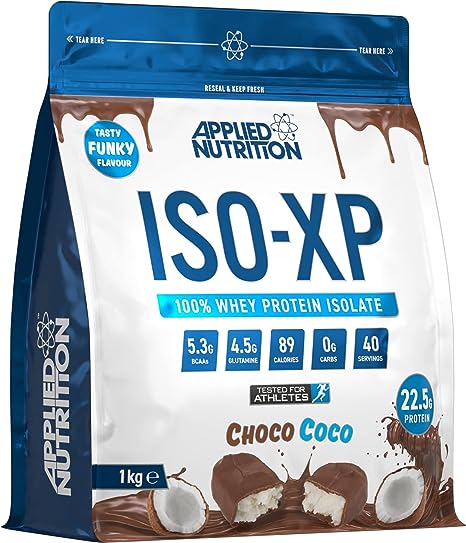 « TEAR HERE
TEAR HERE »
RESEAL & KEEP FRESH
TASTY
FUNKY
FLAVOUR
APPLIED
NUTRITION
™
ISO-XP
100% WHEY PROTEIN ISOLATE
5.3G
BCAAs
4.5G
GLUTAMINE
89
CALORIES
0G
CARBS
40
SERVINGS
TESTED FOR
ATHLETES
22.5G
PROTEIN
CHOCO COCO
1kg ℮
APPLIED
NUTRITION
™